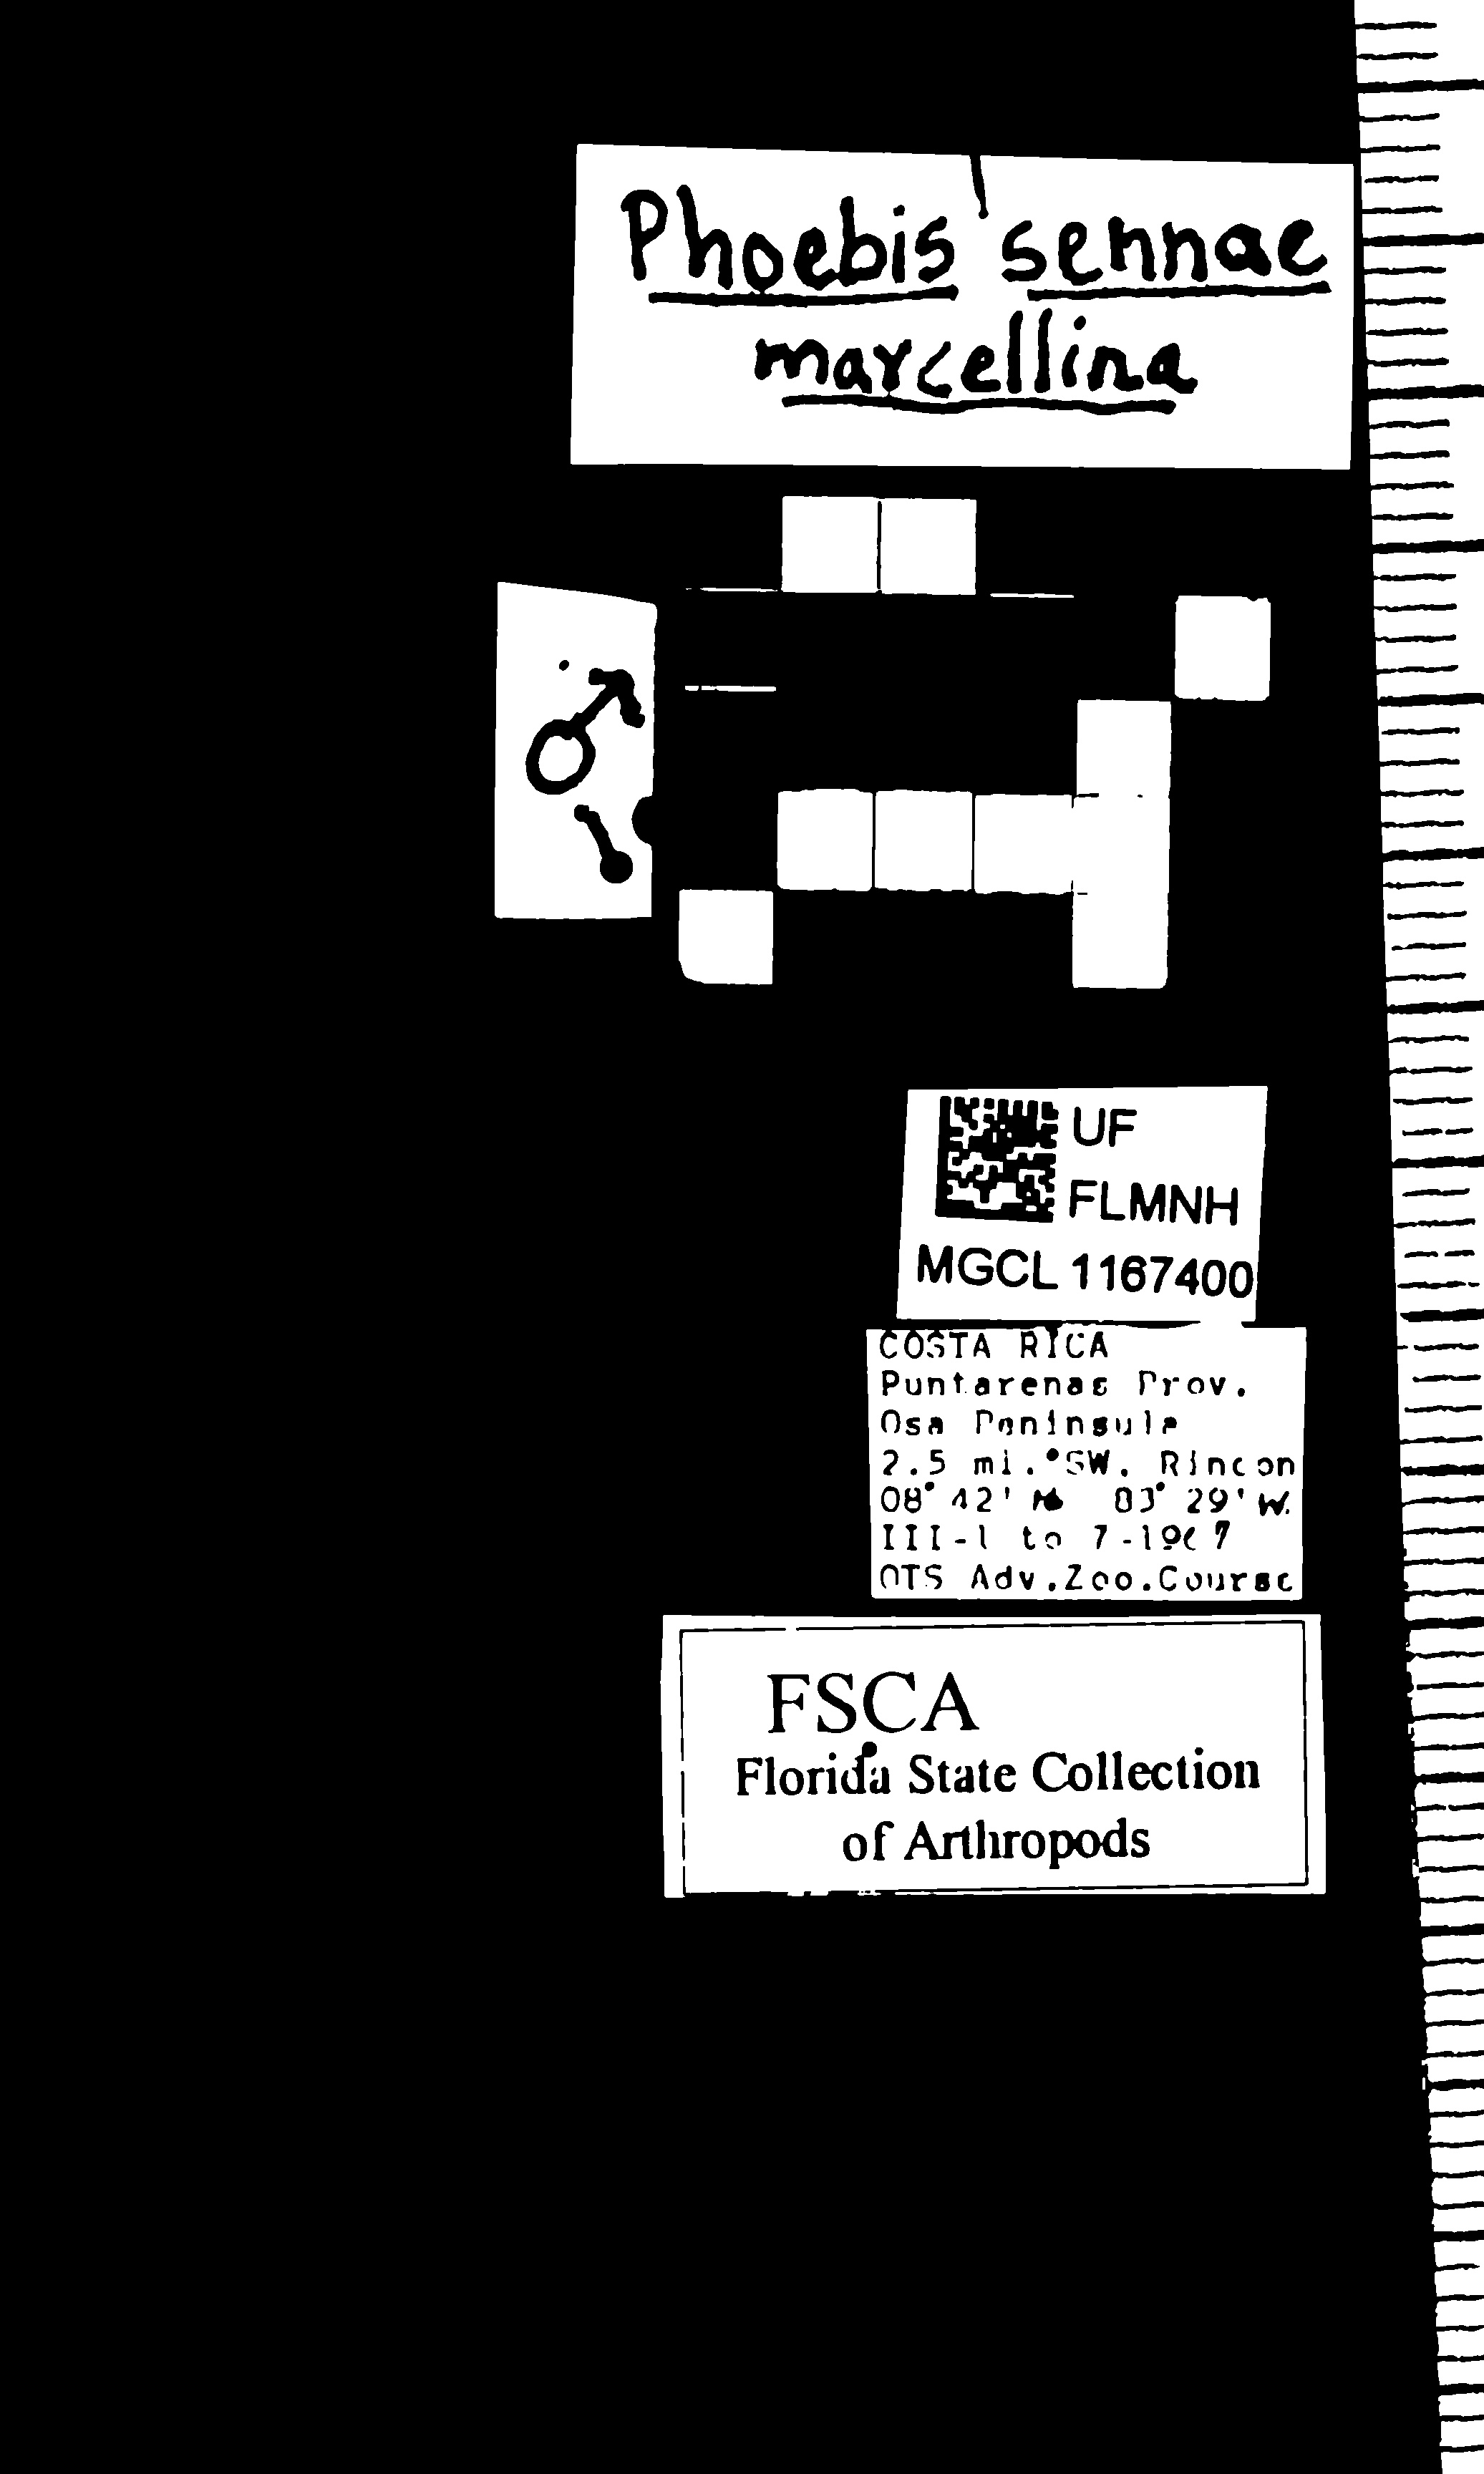 Phoebis sennae
marcellina
♂
UF
FLMNH
MGCL 1167400
COSTA RICA
Puntarenas Prov.
Osa Peninsula
2.5 mi. SW. Rincon
08° 42' N 83° 29' W.
III-1 to 7-1967
OTS Adv.Zoo.Course
FSCA
Florida State Collection
of Arthropods